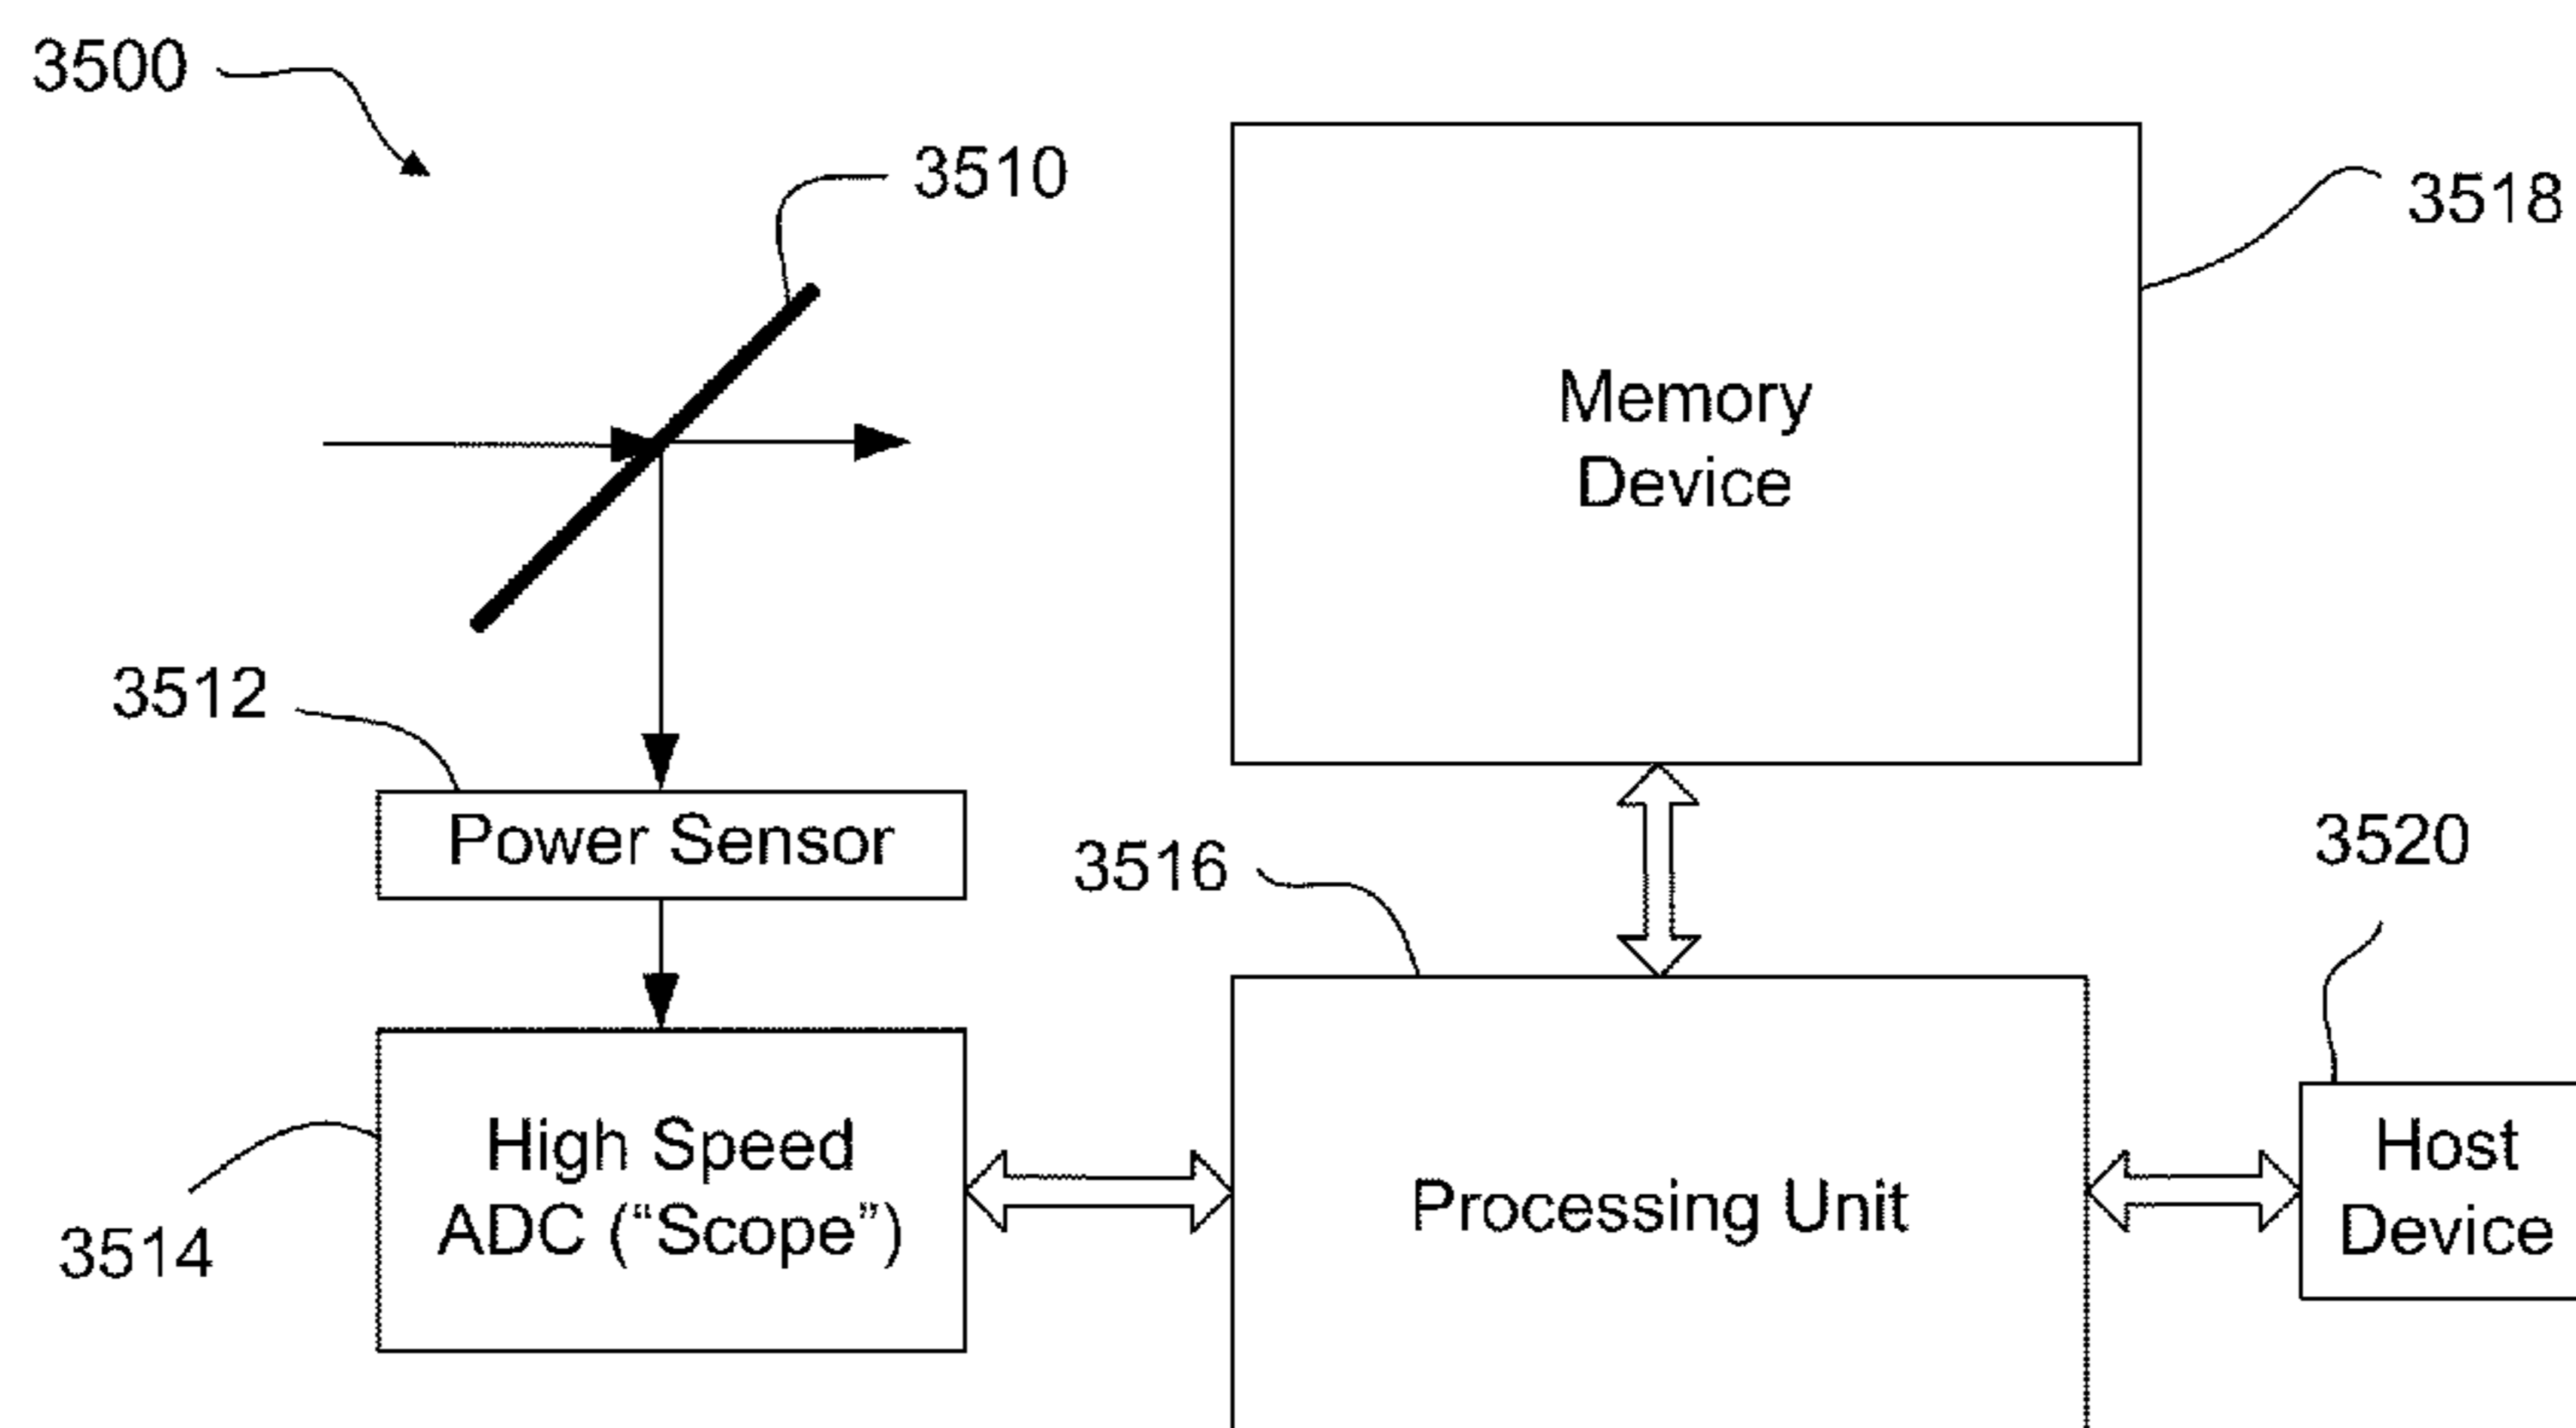 3500
3510
3518
Memory
Device
3512
Power Sensor
3516
3520
High Speed
ADC (“Scope”)
3514
Processing Unit
Host
Device